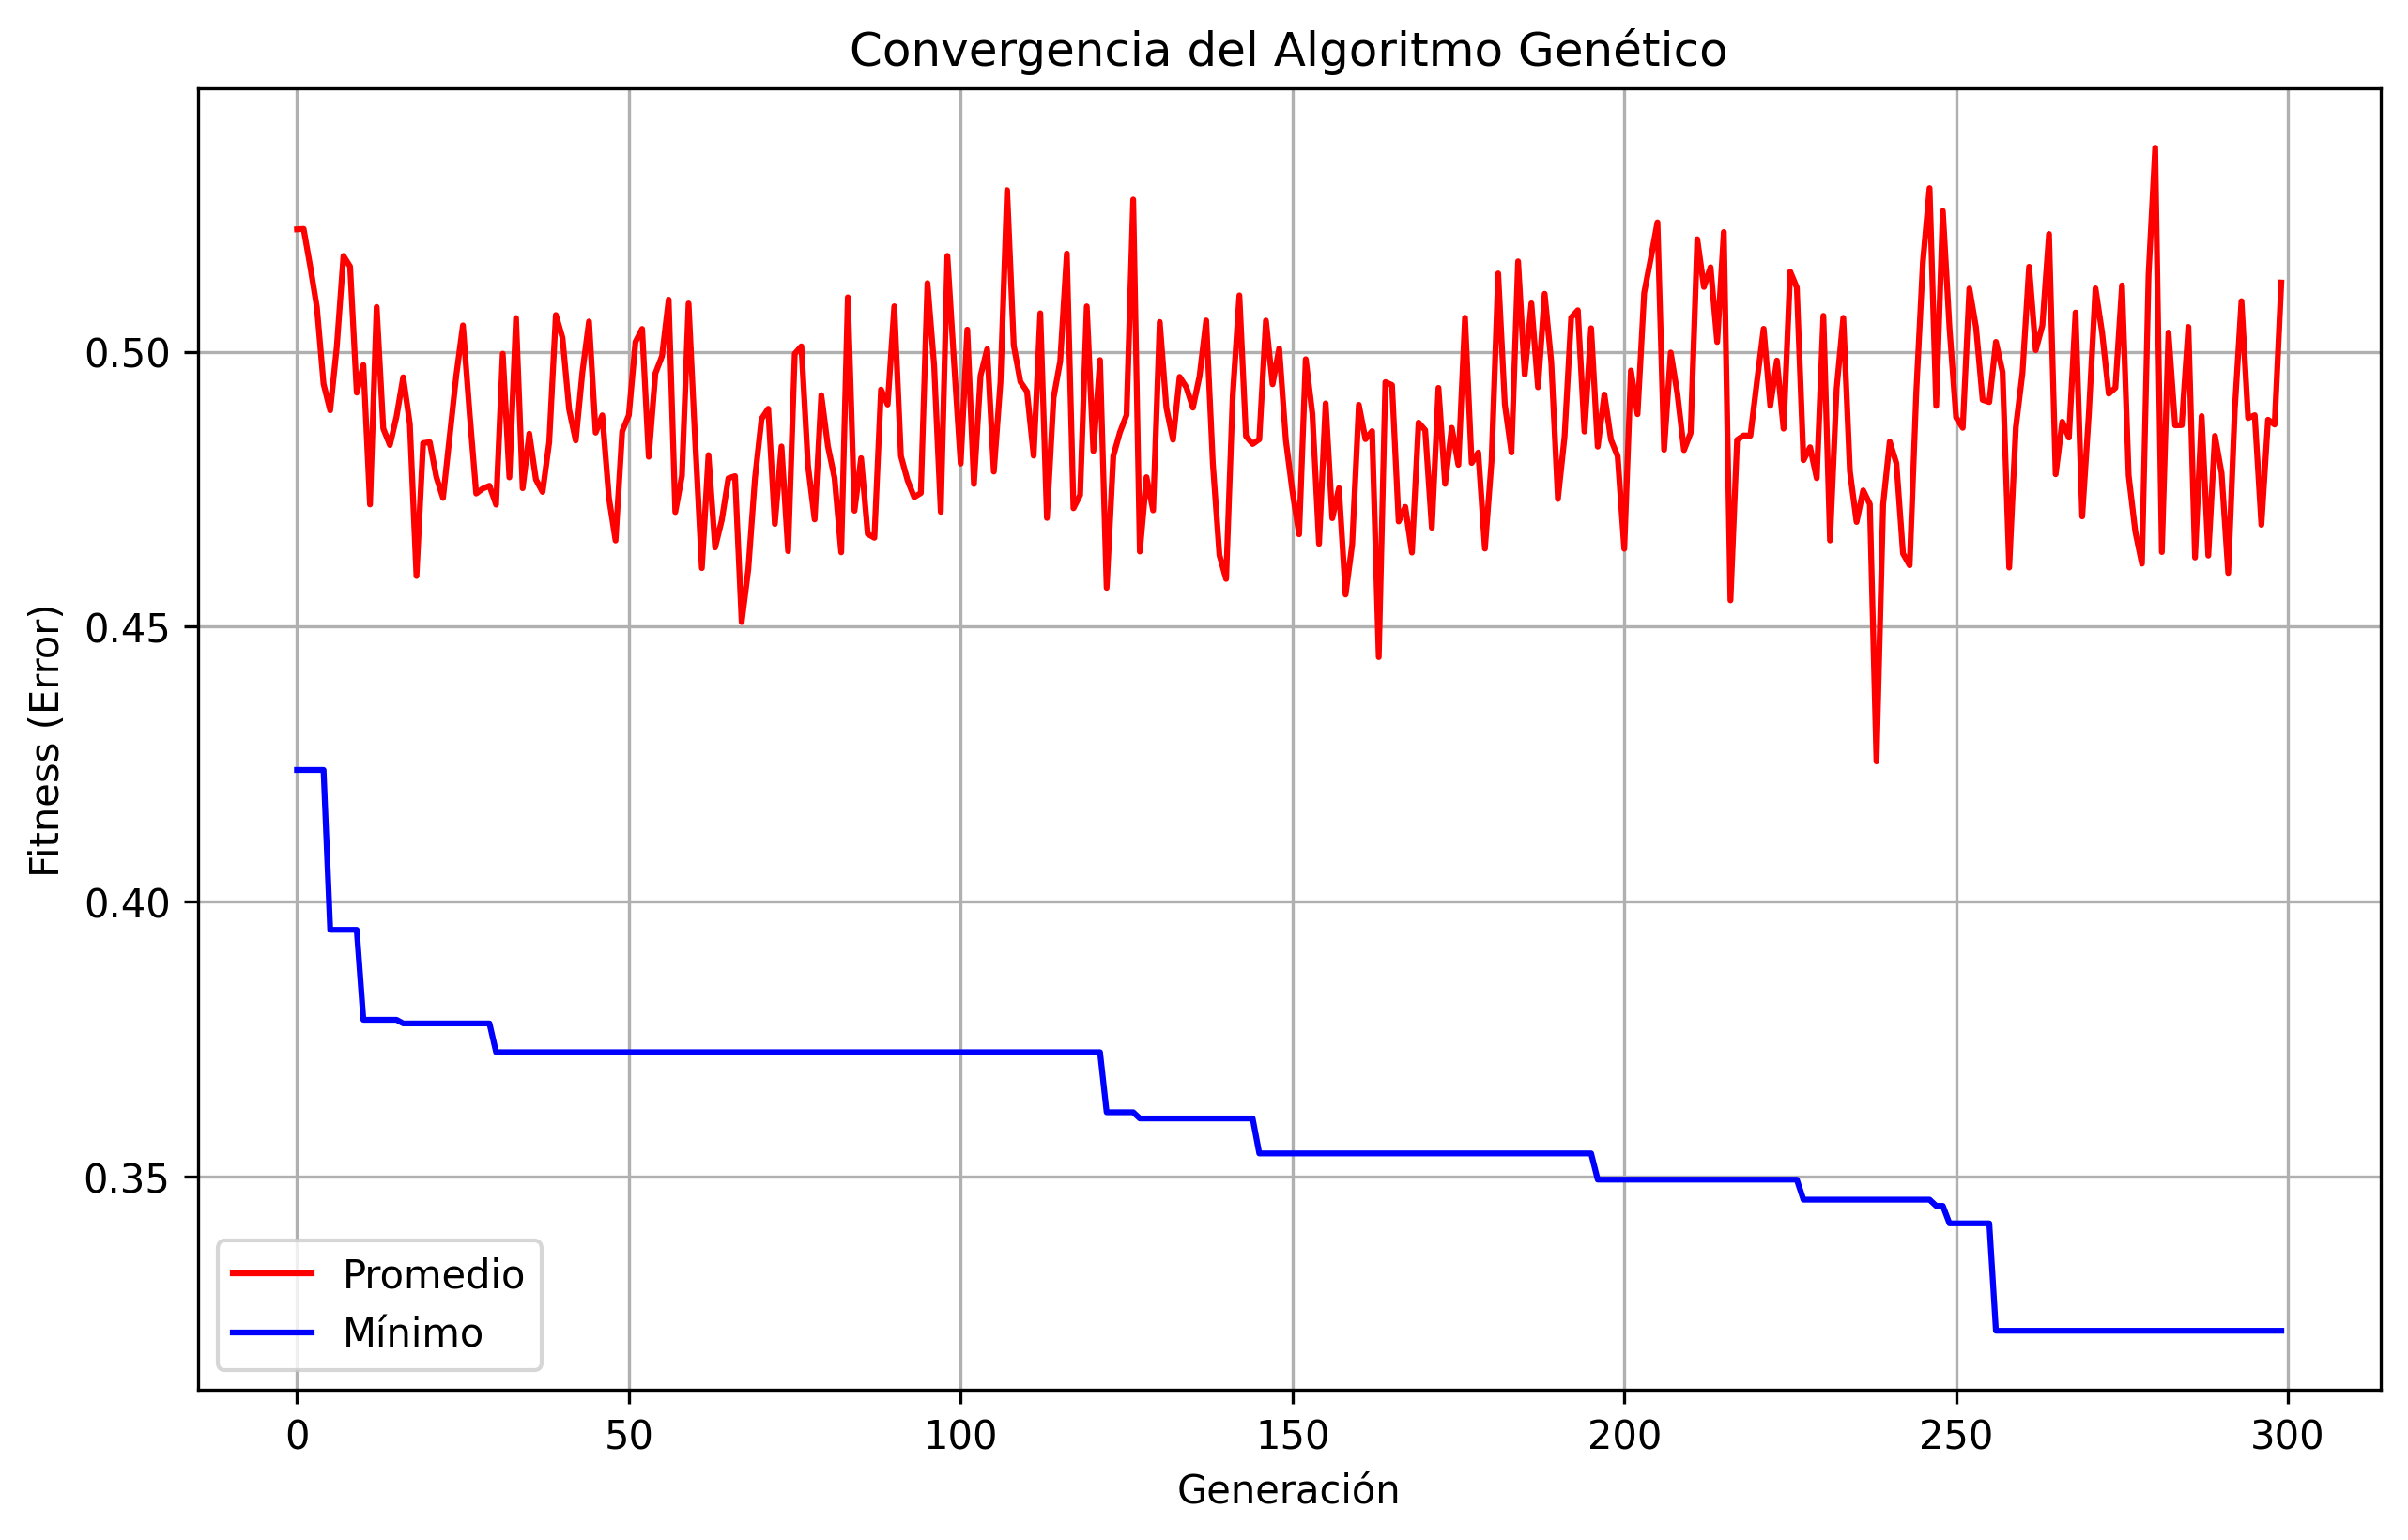 Convergencia del Algoritmo Genético
Fitness (Error)
0.50
0.45
0.40
0.35
Promedio
Mínimo
0 50 100 150 200 250 300
Generación